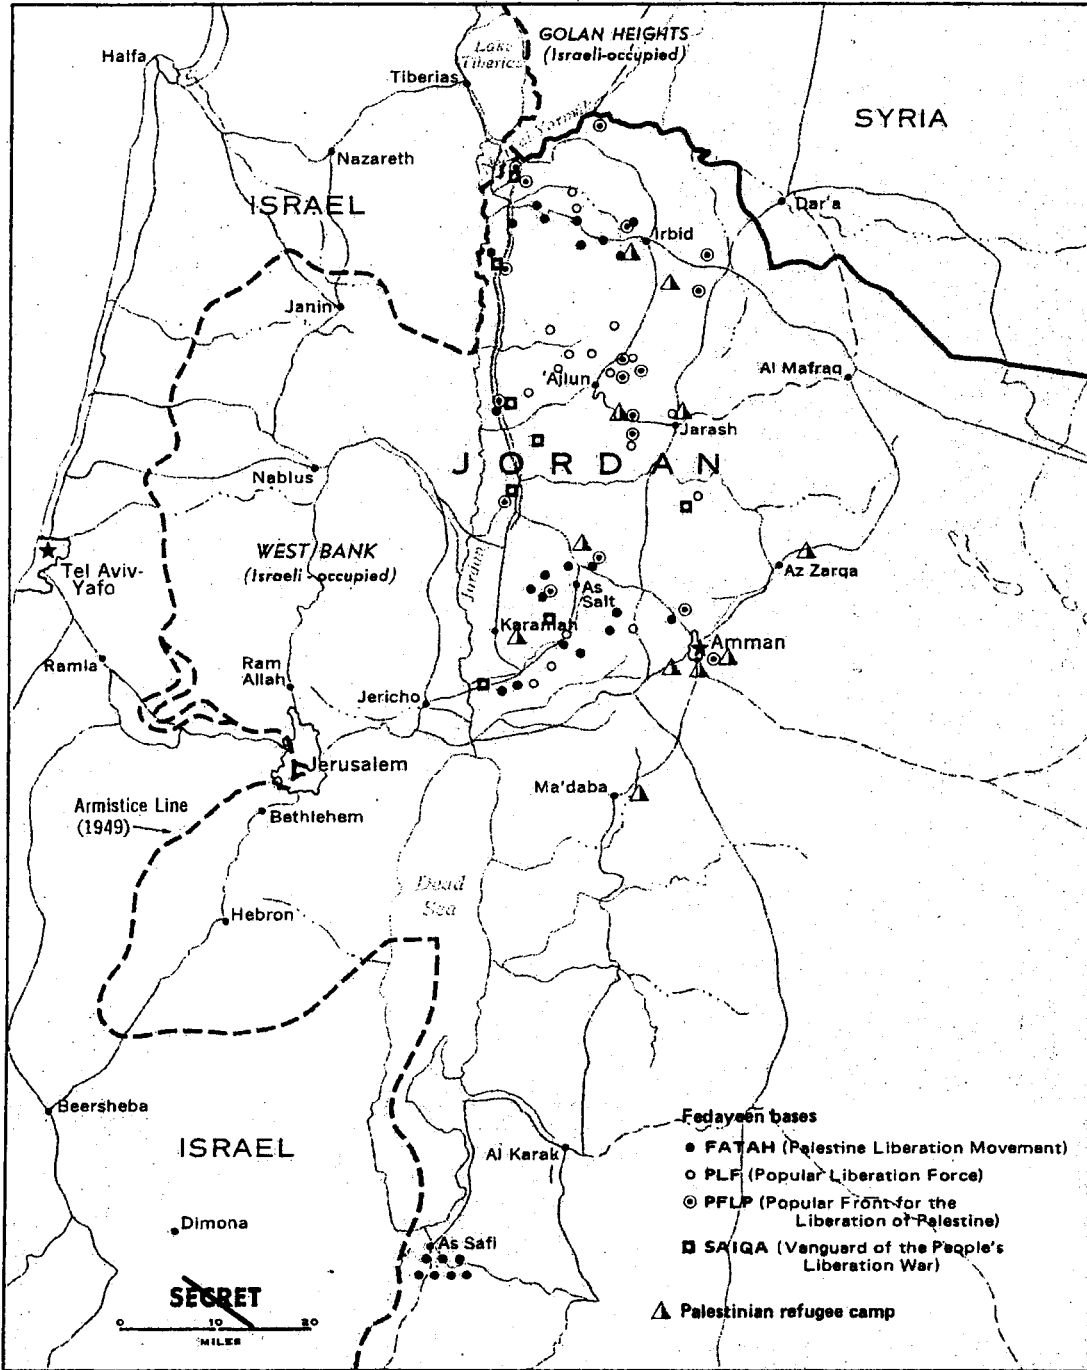 GOLAN HEIGHTS
(Israeli-occupied)
Haifa
Lake
Tiberias
Tiberias
SYRIA
Yarmuk
Nazareth
ISRAEL
Dar'a
Irbid
Janin
'Ajlun
Al Mafraq
Jarash
JORDAN
Nablus
WEST BANK
(Israeli-occupied)
Jordan
Tel Aviv-
Yafo
Az Zarqa
As
Salt
Karamah
Amman
Ramla
Ram
Allah
Jericho
Jerusalem
Ma'daba
Armistice Line
(1949)
Bethlehem
Dead
Sea
Hebron
Beersheba
ISRAEL
Al Karak
Dimona
As Safi
Fedayeen bases
FATAH (Palestine Liberation Movement)
PLF (Popular Liberation Force)
PFLP (Popular Front for the
Liberation of Palestine)
SAIQA (Vanguard of the People's
Liberation War)
Palestinian refugee camp
SECRET
0 10 20
MILES